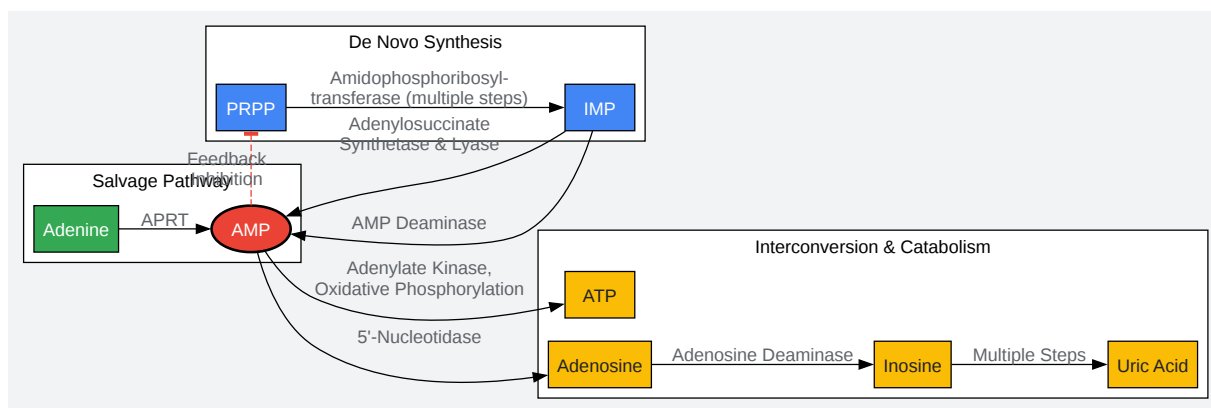 De Novo Synthesis
Amidophosphoribosyl-
transferase (multiple steps)
PRPP
IMP
Adenylosuccinate
Synthetase & Lyase
Feedback
Inhibition
Salvage Pathway
Adenine
APRT
AMP
AMP Deaminase
Interconversion & Catabolism
Adenylate Kinase,
Oxidative Phosphorylation
ATP
5'-Nucleotidase
Adenosine
Adenosine Deaminase
Inosine
Multiple Steps
Uric Acid